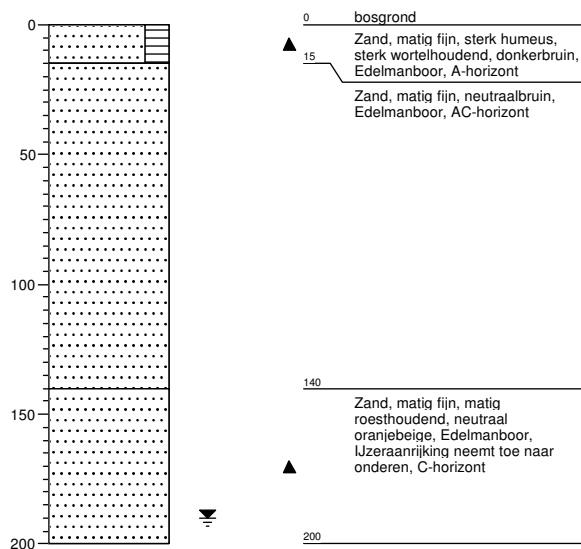 0
50
100
150
200
0 bosgrond
Zand, matig fijn, sterk humeus,
sterk wortelhoudend, donkerbruin,
Edelmanboor, A-horizont
15
Zand, matig fijn, neutraalbruin,
Edelmanboor, AC-horizont
140
Zand, matig fijn, matig
roesthoudend, neutraal
oranjebeige, Edelmanboor,
IJzeraanrijking neemt toe naar
onderen, C-horizont
200